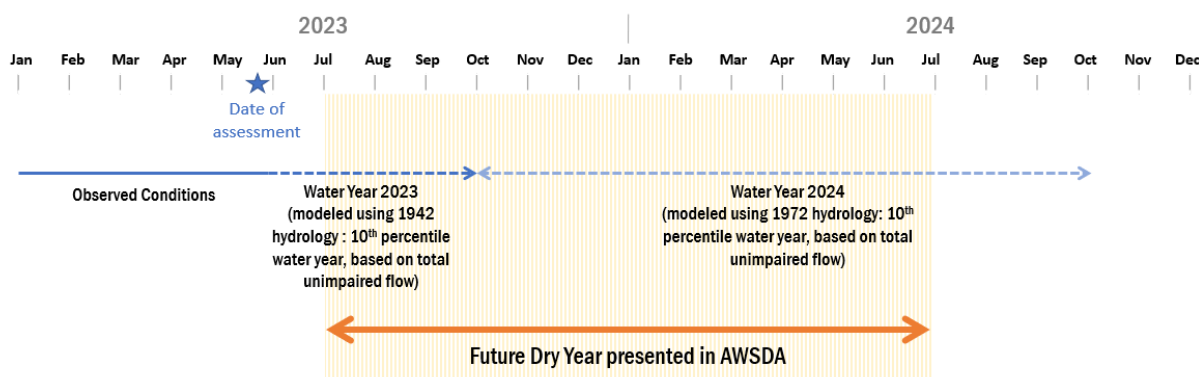 2023 2024
Jan Feb Mar Apr May Jun Jul Aug Sep Oct Nov Dec Jan Feb Mar Apr May Jun Jul Aug Sep Oct Nov Dec
Date of
assessment
Observed Conditions
Water Year 2023
(modeled using 1942
hydrology : 10th percentile
water year, based on total
unimpaired flow)
Water Year 2024
(modeled using 1972 hydrology: 10th
percentile water year, based on total
unimpaired flow)
Future Dry Year presented in AWSDA